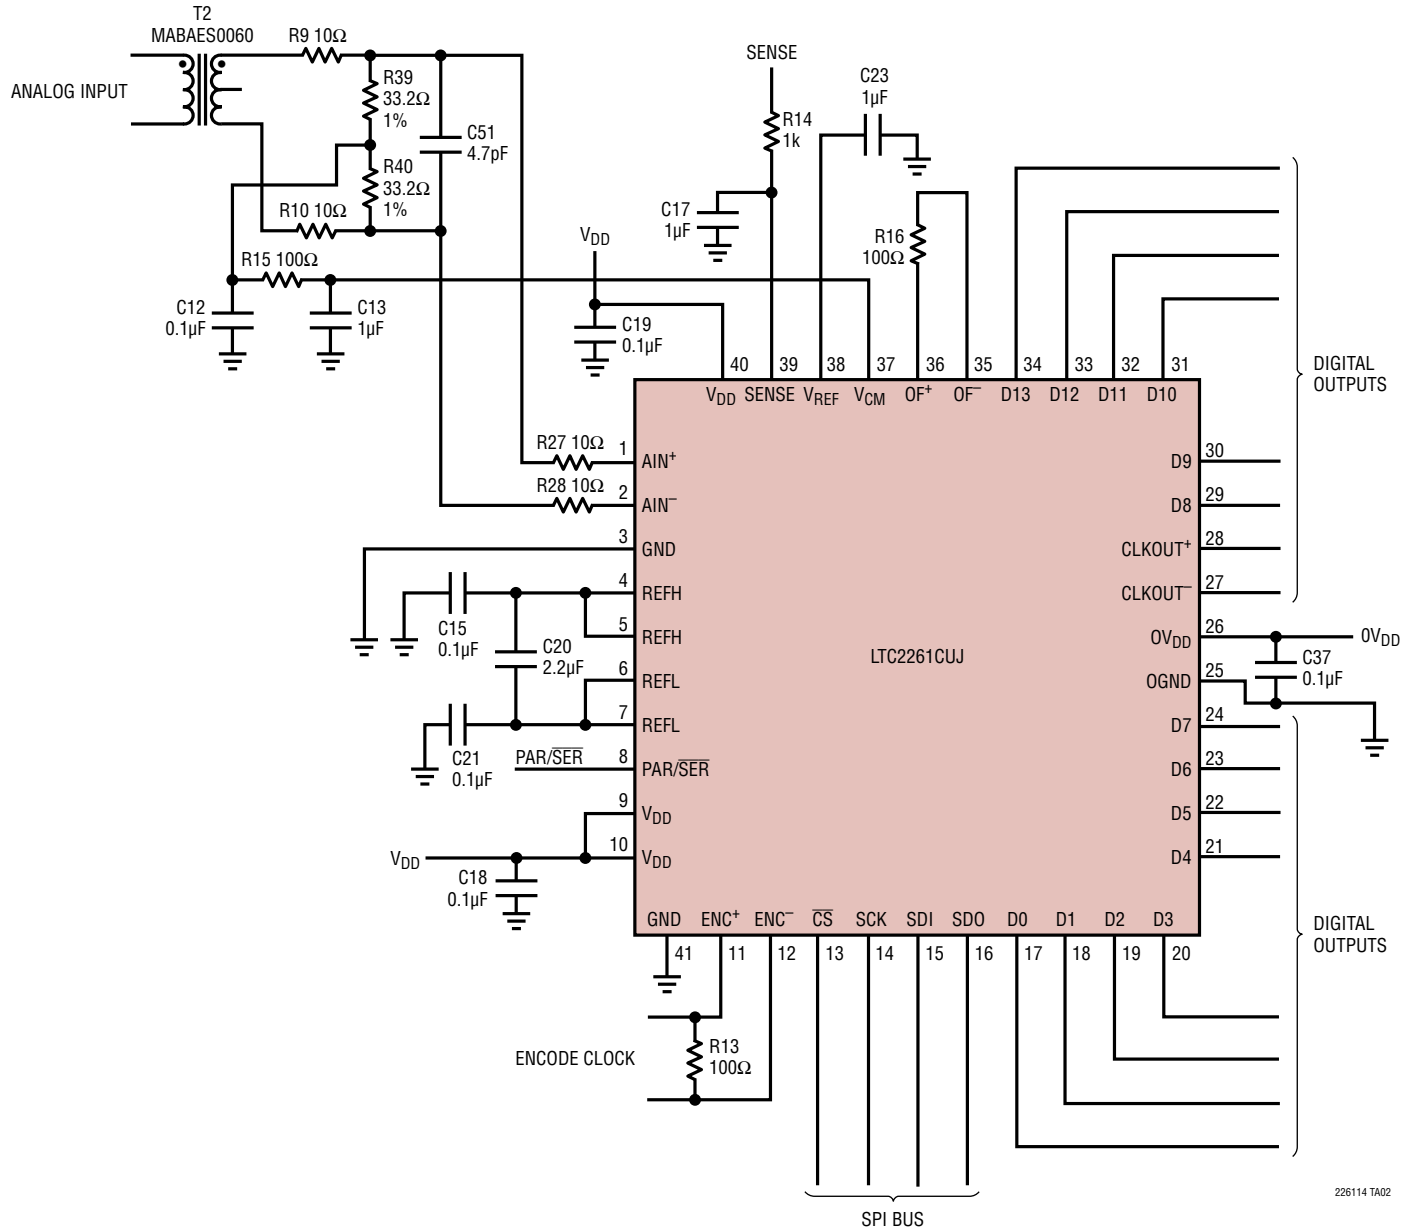 T2
MABAES0060
R9 10Ω
ANALOG INPUT
R39
33.2Ω
1%
C51
4.7pF
R40
33.2Ω
1%
R10 10Ω
R15 100Ω
C12
0.1µF
C13
1µF
SENSE
R14
1k
C17
1µF
C23
1µF
R16
100Ω
VDD
C19
0.1µF
40
39
38
37
36
35
34
33
32
31
VDD
SENSE
VREF
VCM
OF+
OF–
D13
D12
D11
D10
DIGITAL
OUTPUTS
R27 10Ω
1
AIN+
R28 10Ω
2
AIN–
3
GND
4
REFH
5
REFH
6
REFL
7
REFL
C15
0.1µF
C20
2.2µF
C21
0.1µF
PAR/S̅E̅R̅
8
PAR/S̅E̅R̅
9
VDD
10
VDD
VDD
C18
0.1µF
LTC2261CUJ
D9
30
D8
29
CLKOUT+
28
CLKOUT–
27
OVDD
26
0VDD
C37
0.1µF
OGND
25
D7
24
D6
23
D5
22
D4
21
GND
ENC+
ENC–
C̅S̅
SCK
SDI
SDO
D0
D1
D2
D3
41
11
12
13
14
15
16
17
18
19
20
DIGITAL
OUTPUTS
ENCODE CLOCK
R13
100Ω
SPI BUS
226114 TA02